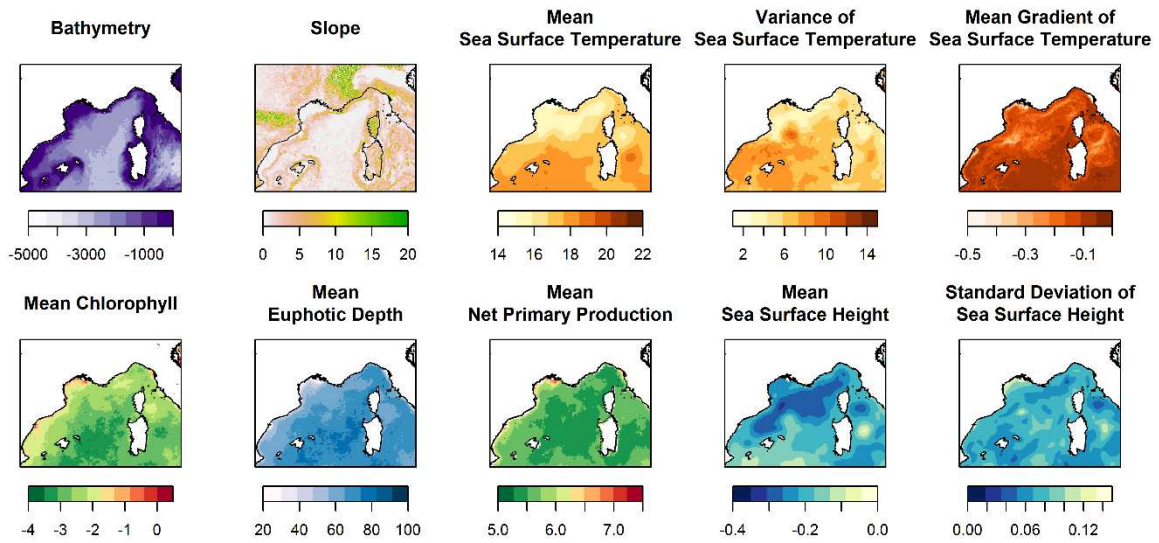 Bathymetry
-5000 -3000 -1000
Slope
0 5 10 15 20
Mean
Sea Surface Temperature
14 16 18 20 22
Variance of
Sea Surface Temperature
2 6 10 14
Mean Gradient of
Sea Surface Temperature
-0.5 -0.3 -0.1
Mean Chlorophyll
-4 -3 -2 -1 0
Mean
Euphotic Depth
20 40 60 80 100
Mean
Net Primary Production
5.0 6.0 7.0
Mean
Sea Surface Height
-0.4 -0.2 0.0
Standard Deviation of
Sea Surface Height
0.00 0.06 0.12